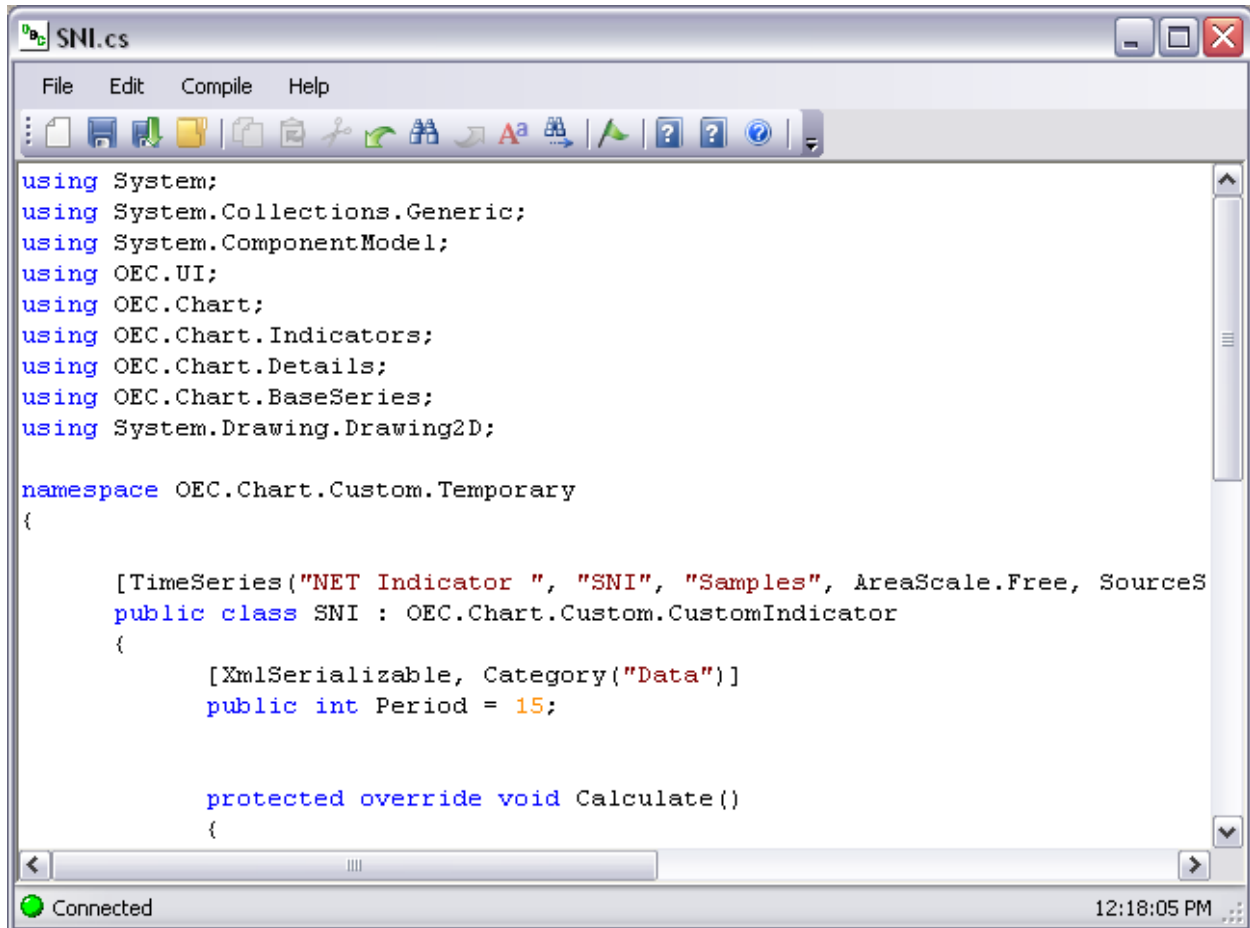 SNI.cs
File Edit Compile Help
using System;
using System.Collections.Generic;
using System.ComponentModel;
using OEC.UI;
using OEC.Chart;
using OEC.Chart.Indicators;
using OEC.Chart.Details;
using OEC.Chart.BaseSeries;
using System.Drawing.Drawing2D;
namespace OEC.Chart.Custom.Temporary
{
[TimeSeries("NET Indicator ", "SNI", "Samples", AreaScale.Free, SourceS
public class SNI : OEC.Chart.Custom.CustomIndicator
{
[XmlSerializable, Category("Data")]
public int Period = 15;
protected override void Calculate()
{
Connected 12:18:05 PM